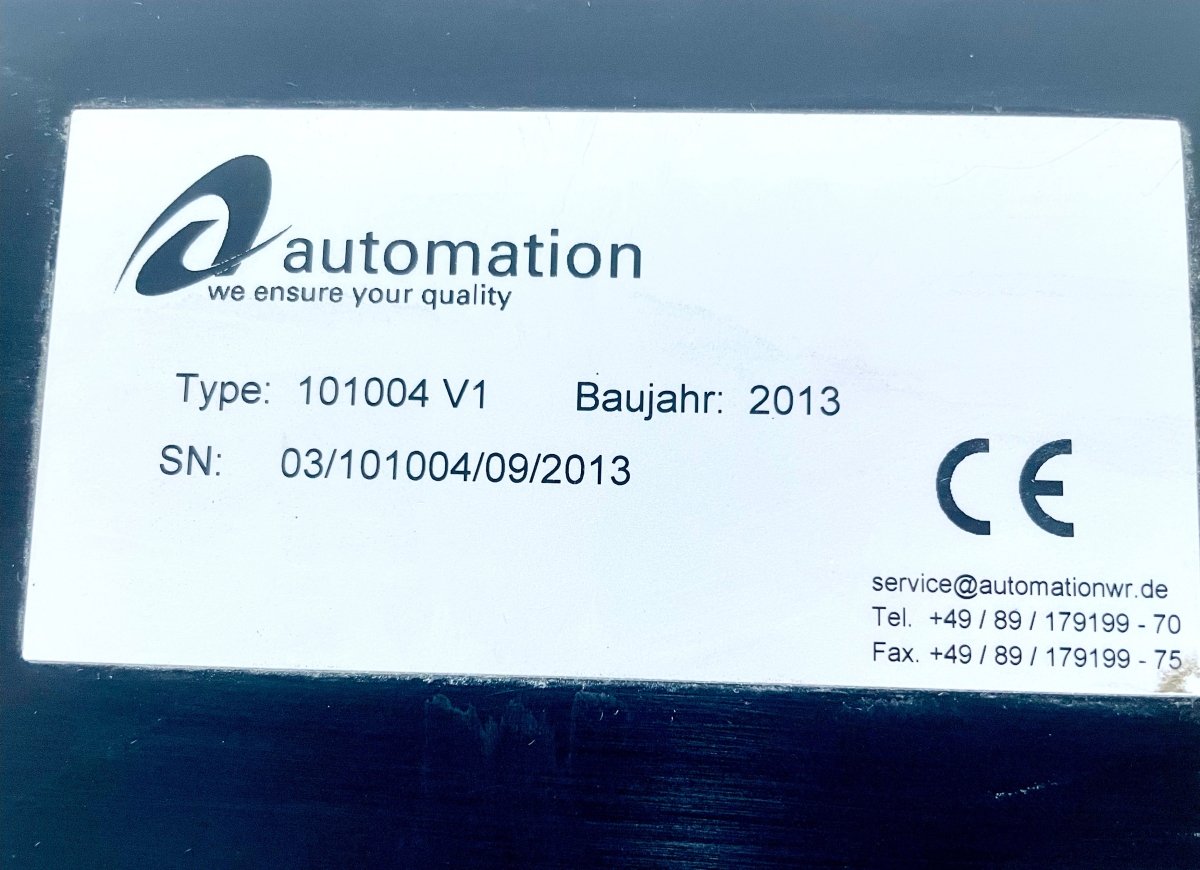 automation
we ensure your quality
Type: 101004 V1 Baujahr: 2013
SN: 03/101004/09/2013
CE
service@automationwr.de
Tel. +49 / 89 / 179199 - 70
Fax. +49 / 89 / 179199 - 75